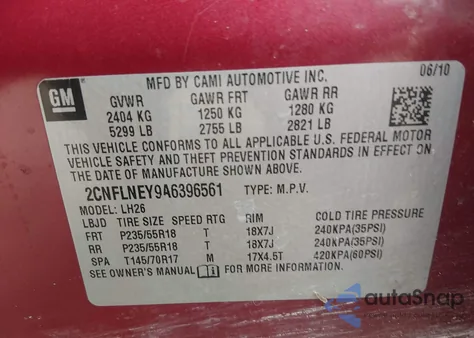 GM
MFD BY CAMI AUTOMOTIVE INC. 06/10
GVWR GAWR FRT GAWR RR
2404 KG 1250 KG 1280 KG
5299 LB 2755 LB 2821 LB
THIS VEHICLE CONFORMS TO ALL APPLICABLE U.S. FEDERAL MOTOR
VEHICLE SAFETY AND THEFT PREVENTION STANDARDS IN EFFECT ON
THE DATE OF MANUFACTURE SHOWN ABOVE.
2CNFLNEY9A6396561 TYPE: M.P.V.
MODEL: LH26
LBJD TIRE SIZE SPEED RTG RIM COLD TIRE PRESSURE
FRT P235/55R18 T 18X7J 240KPA(35PSI)
RR P235/55R18 T 18X7J 240KPA(35PSI)
SPA T145/70R17 M 17X4.5T 420KPA(60PSI)
SEE OWNER'S MANUAL FOR MORE INFORMATION.
autoSnap